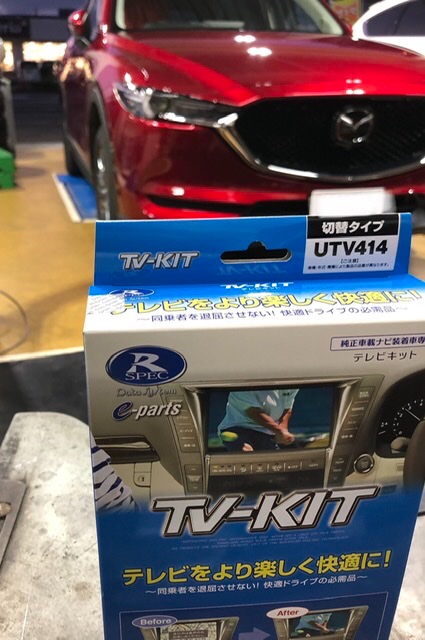 切替タイプ
UTV414
【ご注意】
TV-KIT
テレビをより楽しく快適に!
～同乗者を退屈させない! 快適ドライブの必需品～
純正車載ナビ装着車専
テレビキット
R
SPEC
Data System
e-parts
TV-KIT
テレビをより楽しく快適に!
～同乗者を退屈させない! 快適ドライブの必需品～
Before
After